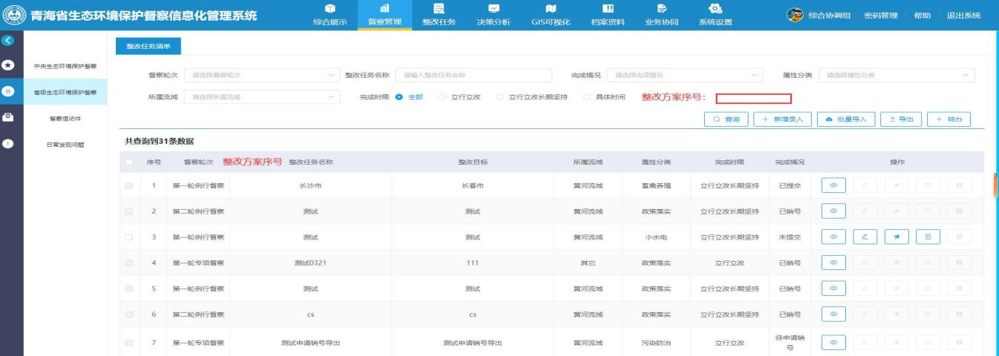 青海省生态环境保护督察信息化管理系统
综合展示 督察管理 整改任务 决策分析 GIS可视化 档案资料 业务协同 系统设置
综合协调组 密码管理 帮助 退出系统
中央生态环境保护督察
省级生态环境保护督察
督察信访件
日常发现问题
整改任务清单
督察轮次 请选择督察轮次 整改任务名称 请输入整改任务名称 完成情况 请选择完成情况 属性分类 请选择属性分类
所属流域 请选择所属流域 完成时限 全部 立行立改 立行立改长期坚持 具体时间 整改方案序号：
查询 新增录入 批量导入 导出 转办
共查询到31条数据
序号 督察轮次 整改方案序号 整改任务名称 整改目标 所属流域 属性分类 完成时限 完成情况 操作
1 第一轮例行督察 长沙市 长春市 黄河流域 畜禽养殖 立行立改长期坚持 已提交
2 第二轮例行督察 测试 测试 黄河流域 政策落实 立行立改长期坚持 已销号
3 第一轮例行督察 测试 测试 黄河流域 小水电 立行立改长期坚持 未提交
4 第一轮专项督察 测试0321 111 其它 政策落实 立行立改 已销号
5 第一轮例行督察 测试 测试 黄河流域 政策落实 立行立改长期坚持 已销号
6 第二轮例行督察 cs cs 黄河流域 政策落实 立行立改长期坚持 已销号
7 第一轮专项督察 测试申请销号导出 测试申请销号导出 黄河流域 污染防治 立行立改 待申请销号